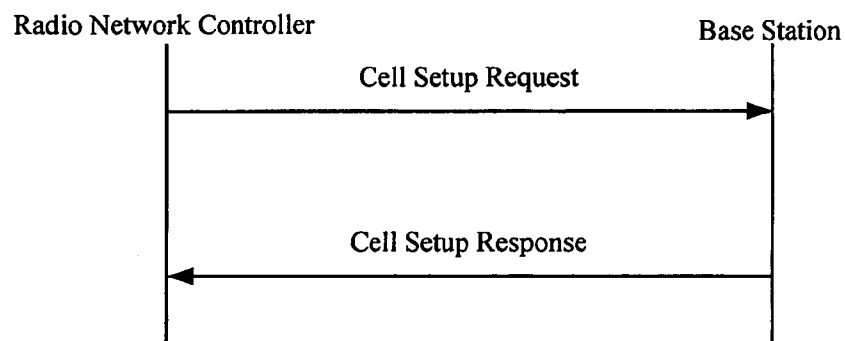 Radio Network Controller
Base Station
Cell Setup Request
Cell Setup Response